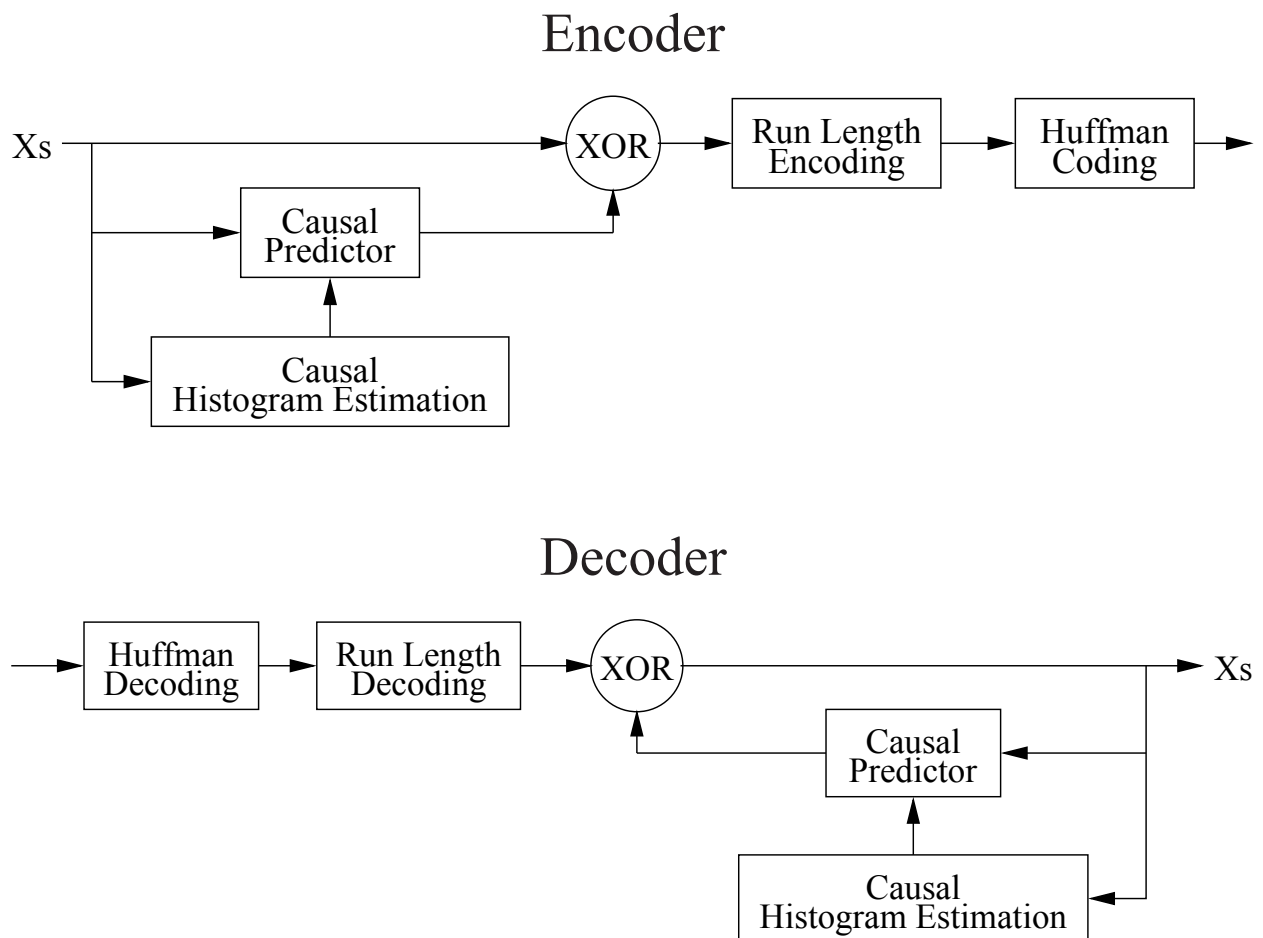 Encoder
Xs
XOR
Run Length
Encoding
Huffman
Coding
Causal
Predictor
Causal
Histogram Estimation
Decoder
Huffman
Decoding
Run Length
Decoding
XOR
Xs
Causal
Predictor
Causal
Histogram Estimation